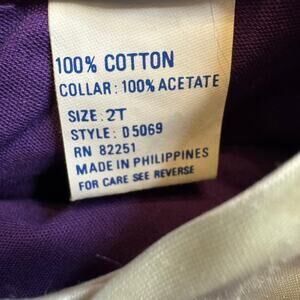 100% COTTON
COLLAR: 100% ACETATE
SIZE: 2T
STYLE: D5069
RN 82251
MADE IN PHILIPPINES
FOR CARE SEE REVERSE